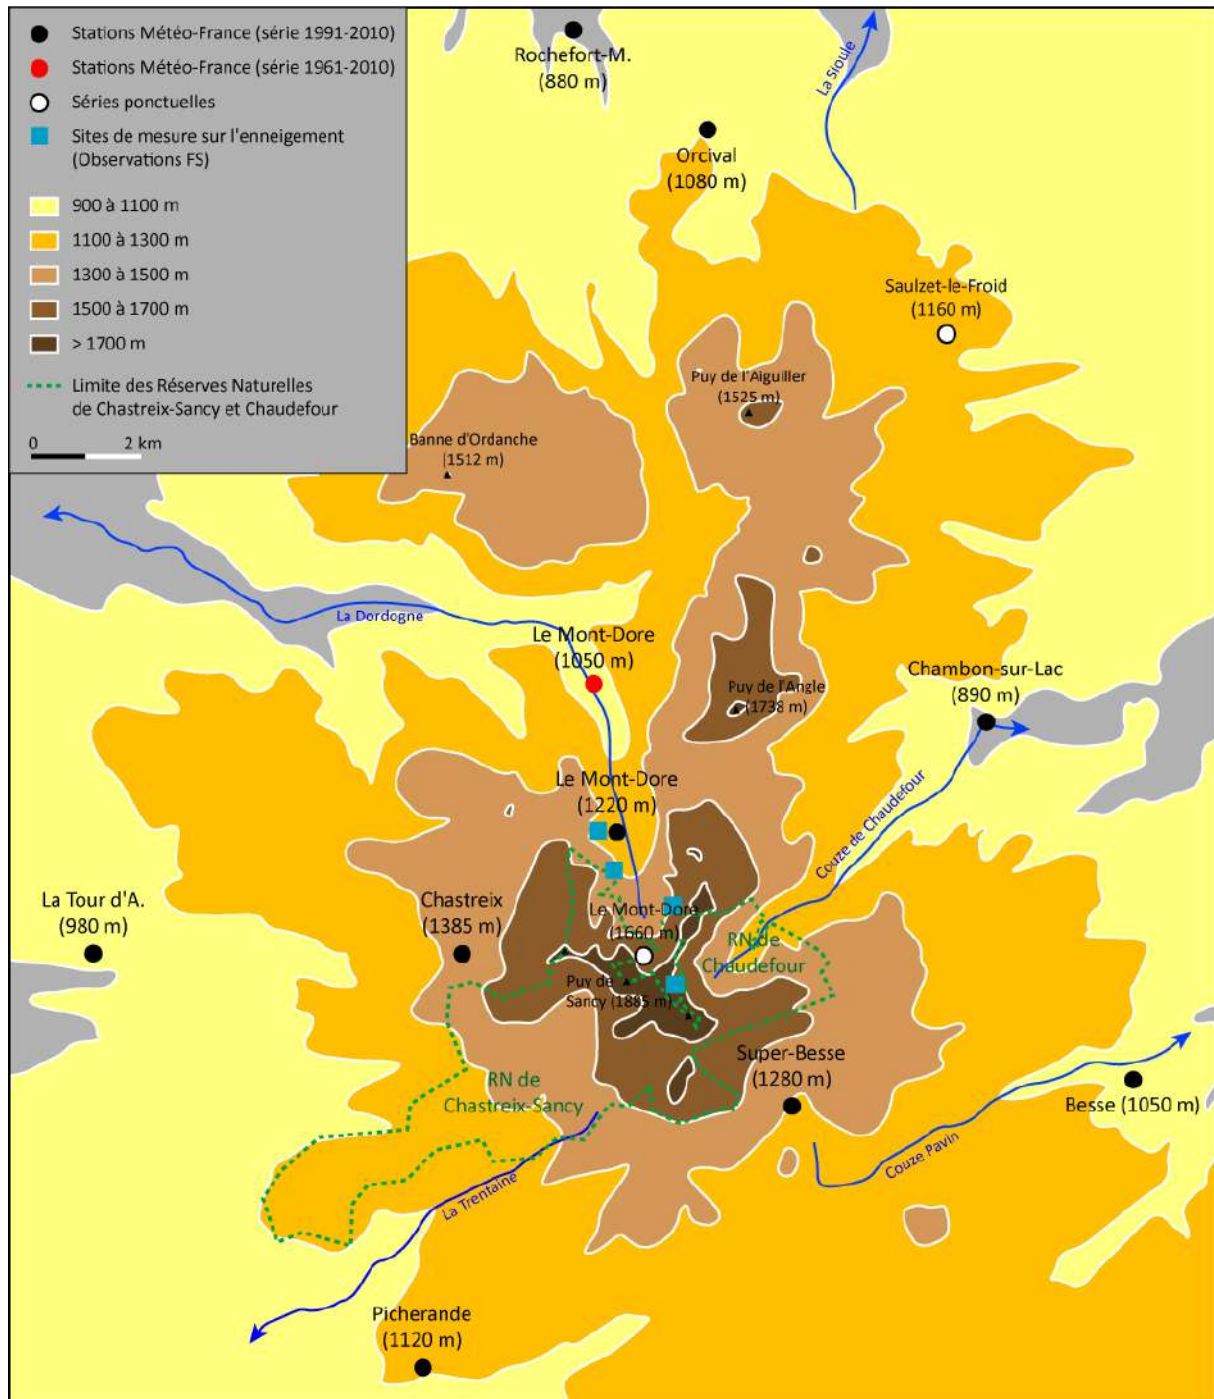 Stations Météo-France (série 1991-2010)
Stations Météo-France (série 1961-2010)
Séries ponctuelles
Sites de mesure sur l'enneigement
(Observations FS)
900 à 1100 m
1100 à 1300 m
1300 à 1500 m
1500 à 1700 m
> 1700 m
Limite des Réserves Naturelles
de Chastreix-Sancy et Chaudefour
0 2 km
Rochefort-M.
(880 m)
La Sioule
Orcival
(1080 m)
Saulzet-le-Froid
(1160 m)
Puy de l'Aiguiller
(1525 m)
Banne d'Ordanche
(1512 m)
La Dordogne
Le Mont-Dore
(1050 m)
Puy de l'Angle
(1738 m)
Chambon-sur-Lac
(890 m)
Le Mont-Dore
(1220 m)
Couze de Chaudefour
La Tour d'A.
(980 m)
Chastreix
(1385 m)
Le Mont-Dore
(1660 m)
RN de
Chaudefour
Puy de
Sancy (1885 m)
Super-Besse
(1280 m)
RN de
Chastreix-Sancy
Besse (1050 m)
Couze Pavin
La Trentaine
Picherande
(1120 m)